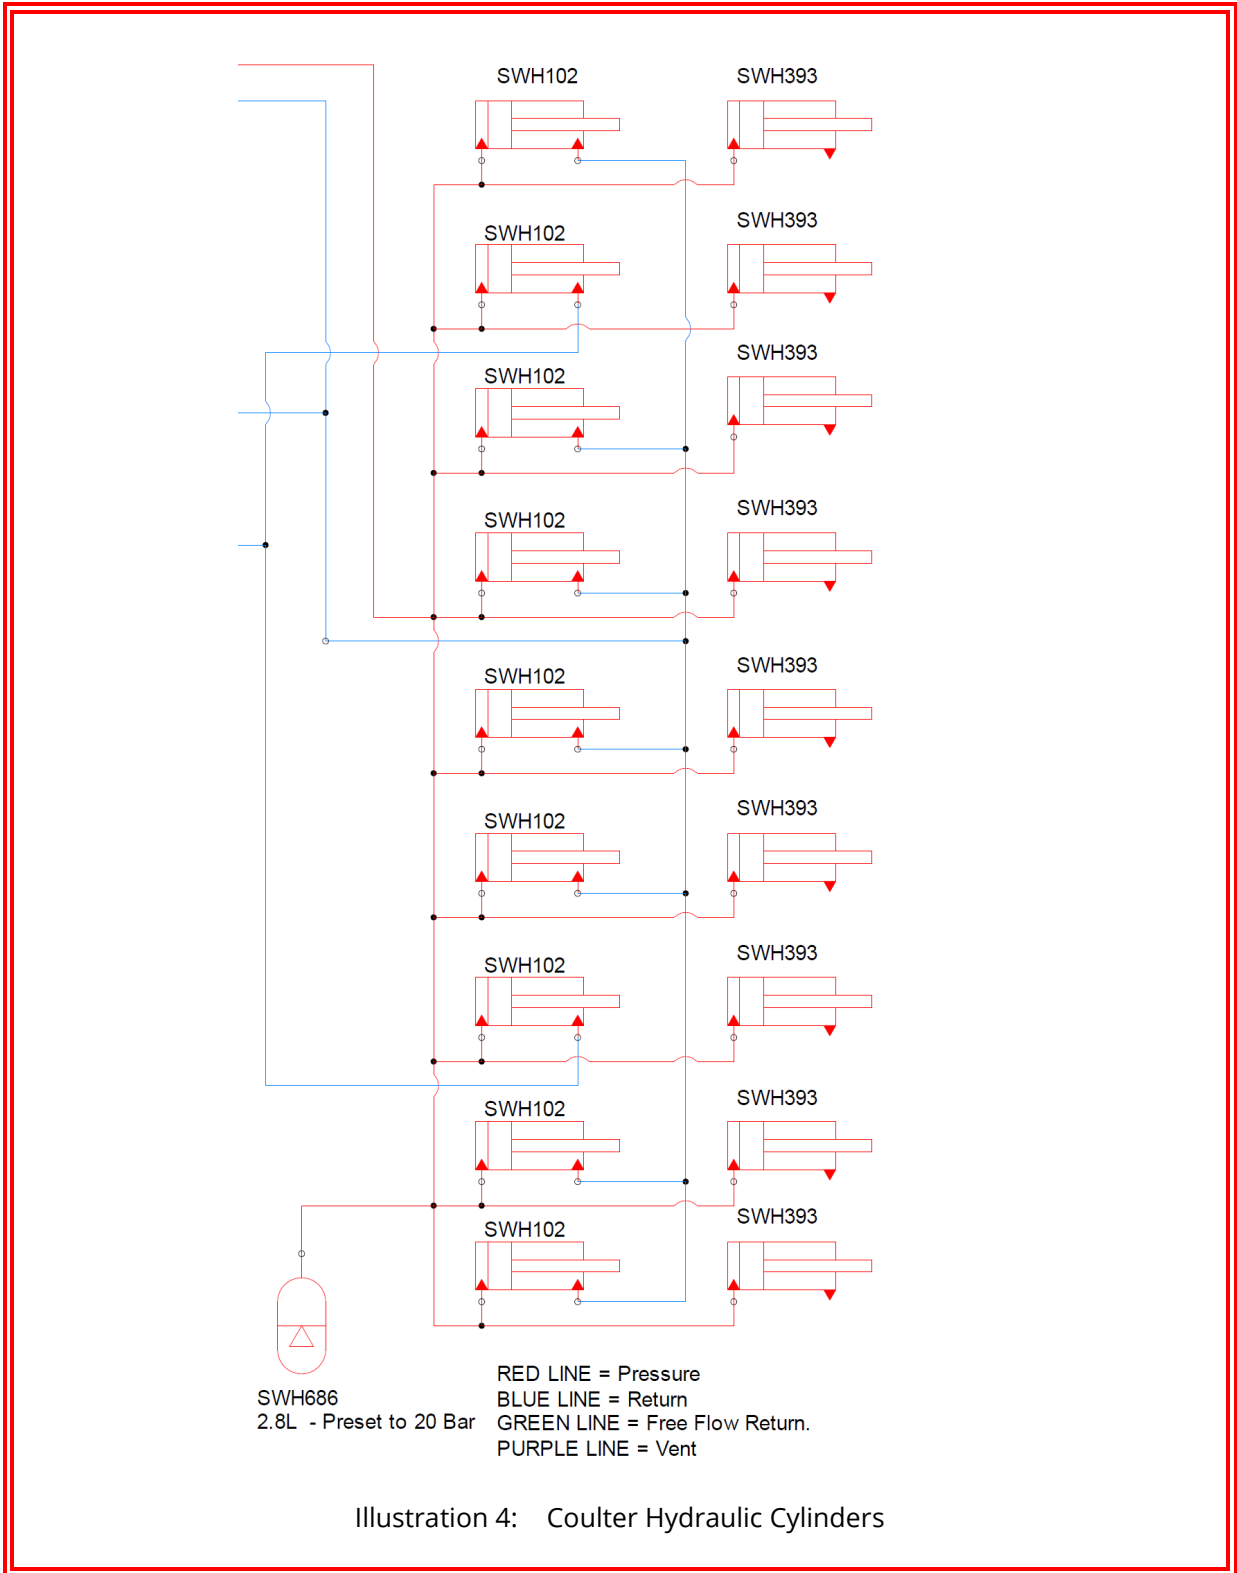 SWH102
SWH393
SWH102
SWH393
SWH102
SWH393
SWH102
SWH393
SWH102
SWH393
SWH102
SWH393
SWH102
SWH393
SWH102
SWH393
SWH102
SWH393
SWH686
2.8L  - Preset to 20 Bar
RED LINE = Pressure
BLUE LINE = Return
GREEN LINE = Free Flow Return.
PURPLE LINE = Vent
Illustration 4:    Coulter Hydraulic Cylinders